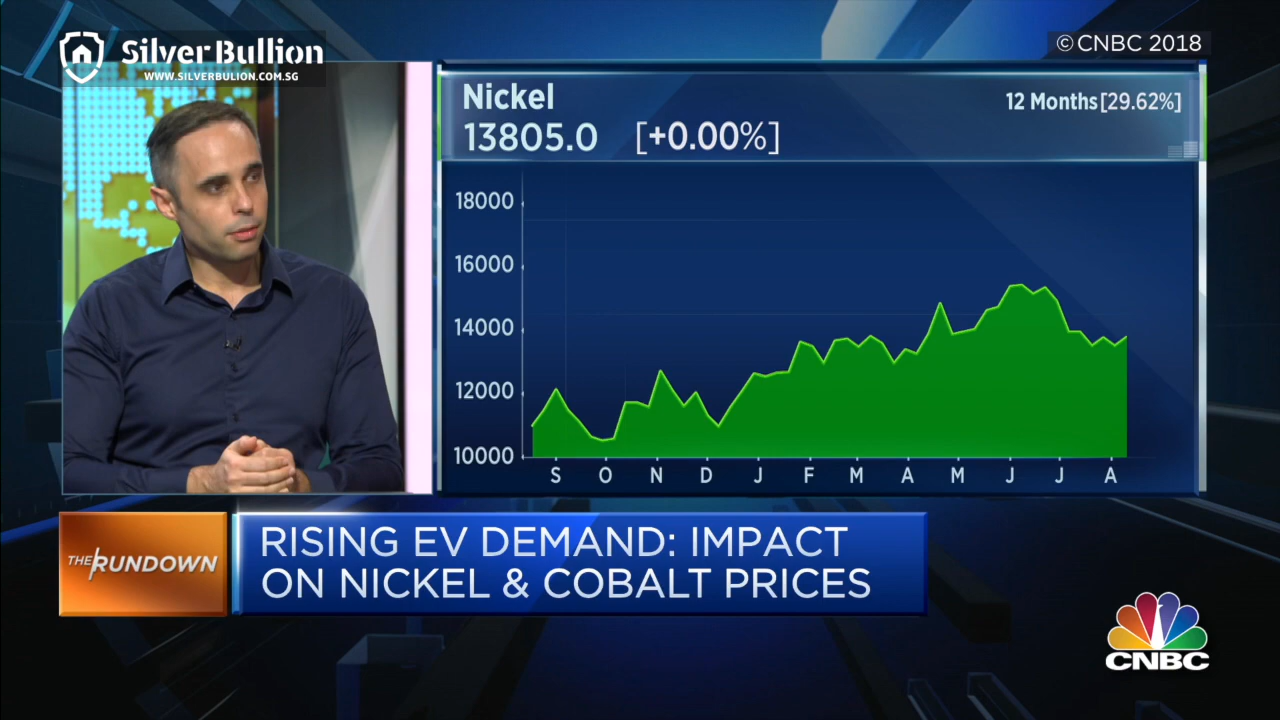 Silver Bullion
WWW.SILVERBULION.COM.SG
©CNBC 2018
Nickel
12 Months[29.62%]
13805.0 [+0.00%]
18000
16000
14000
12000
10000
S O N D J F M A M J J A
THE RUNDOWN
RISING EV DEMAND: IMPACT
ON NICKEL & COBALT PRICES
CNBC